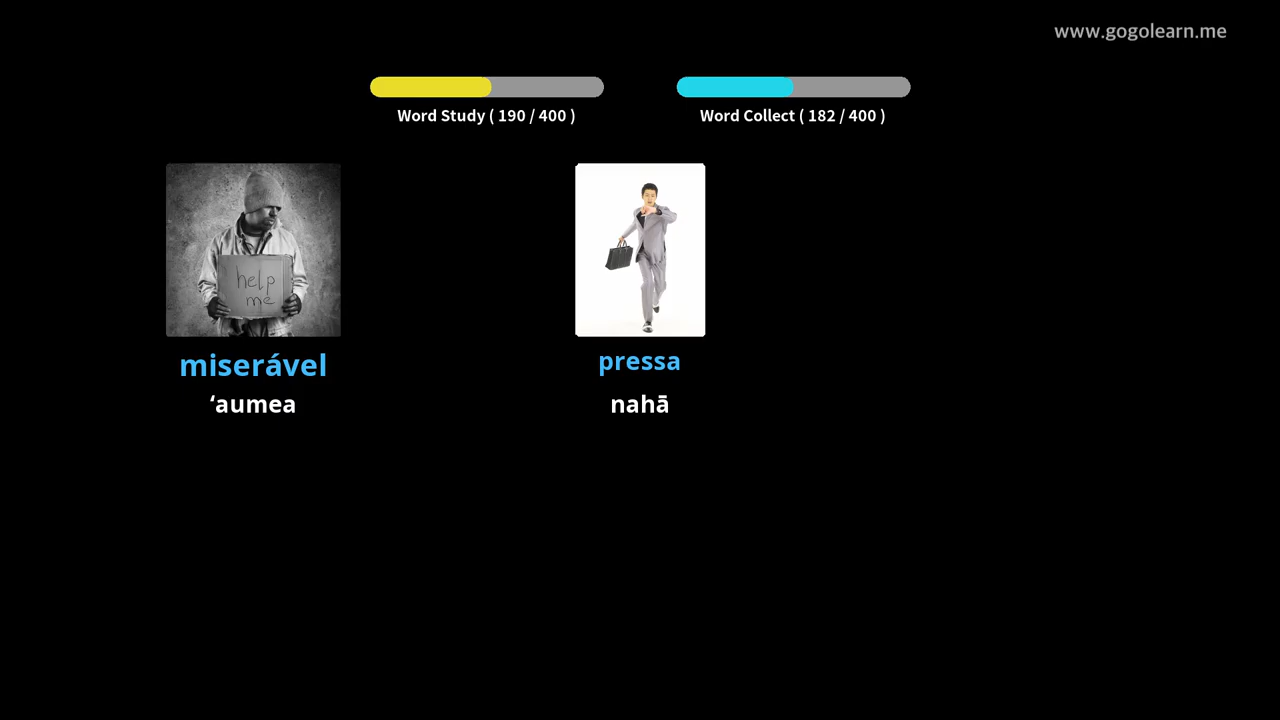 www.gogolearn.me
Word Study ( 190 / 400 )
Word Collect ( 182 / 400 )
help
me
miserável
pressa
ʻaumea
nahā